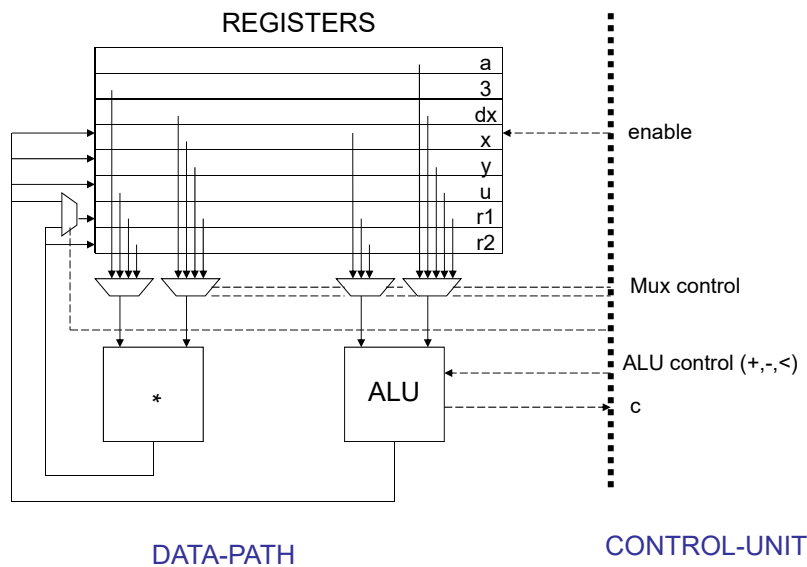 REGISTERS
a
3
dx
x
enable
y
u
r1
r2
Mux control
ALU control (+,-,<)
*
ALU
c
DATA-PATH
CONTROL-UNIT